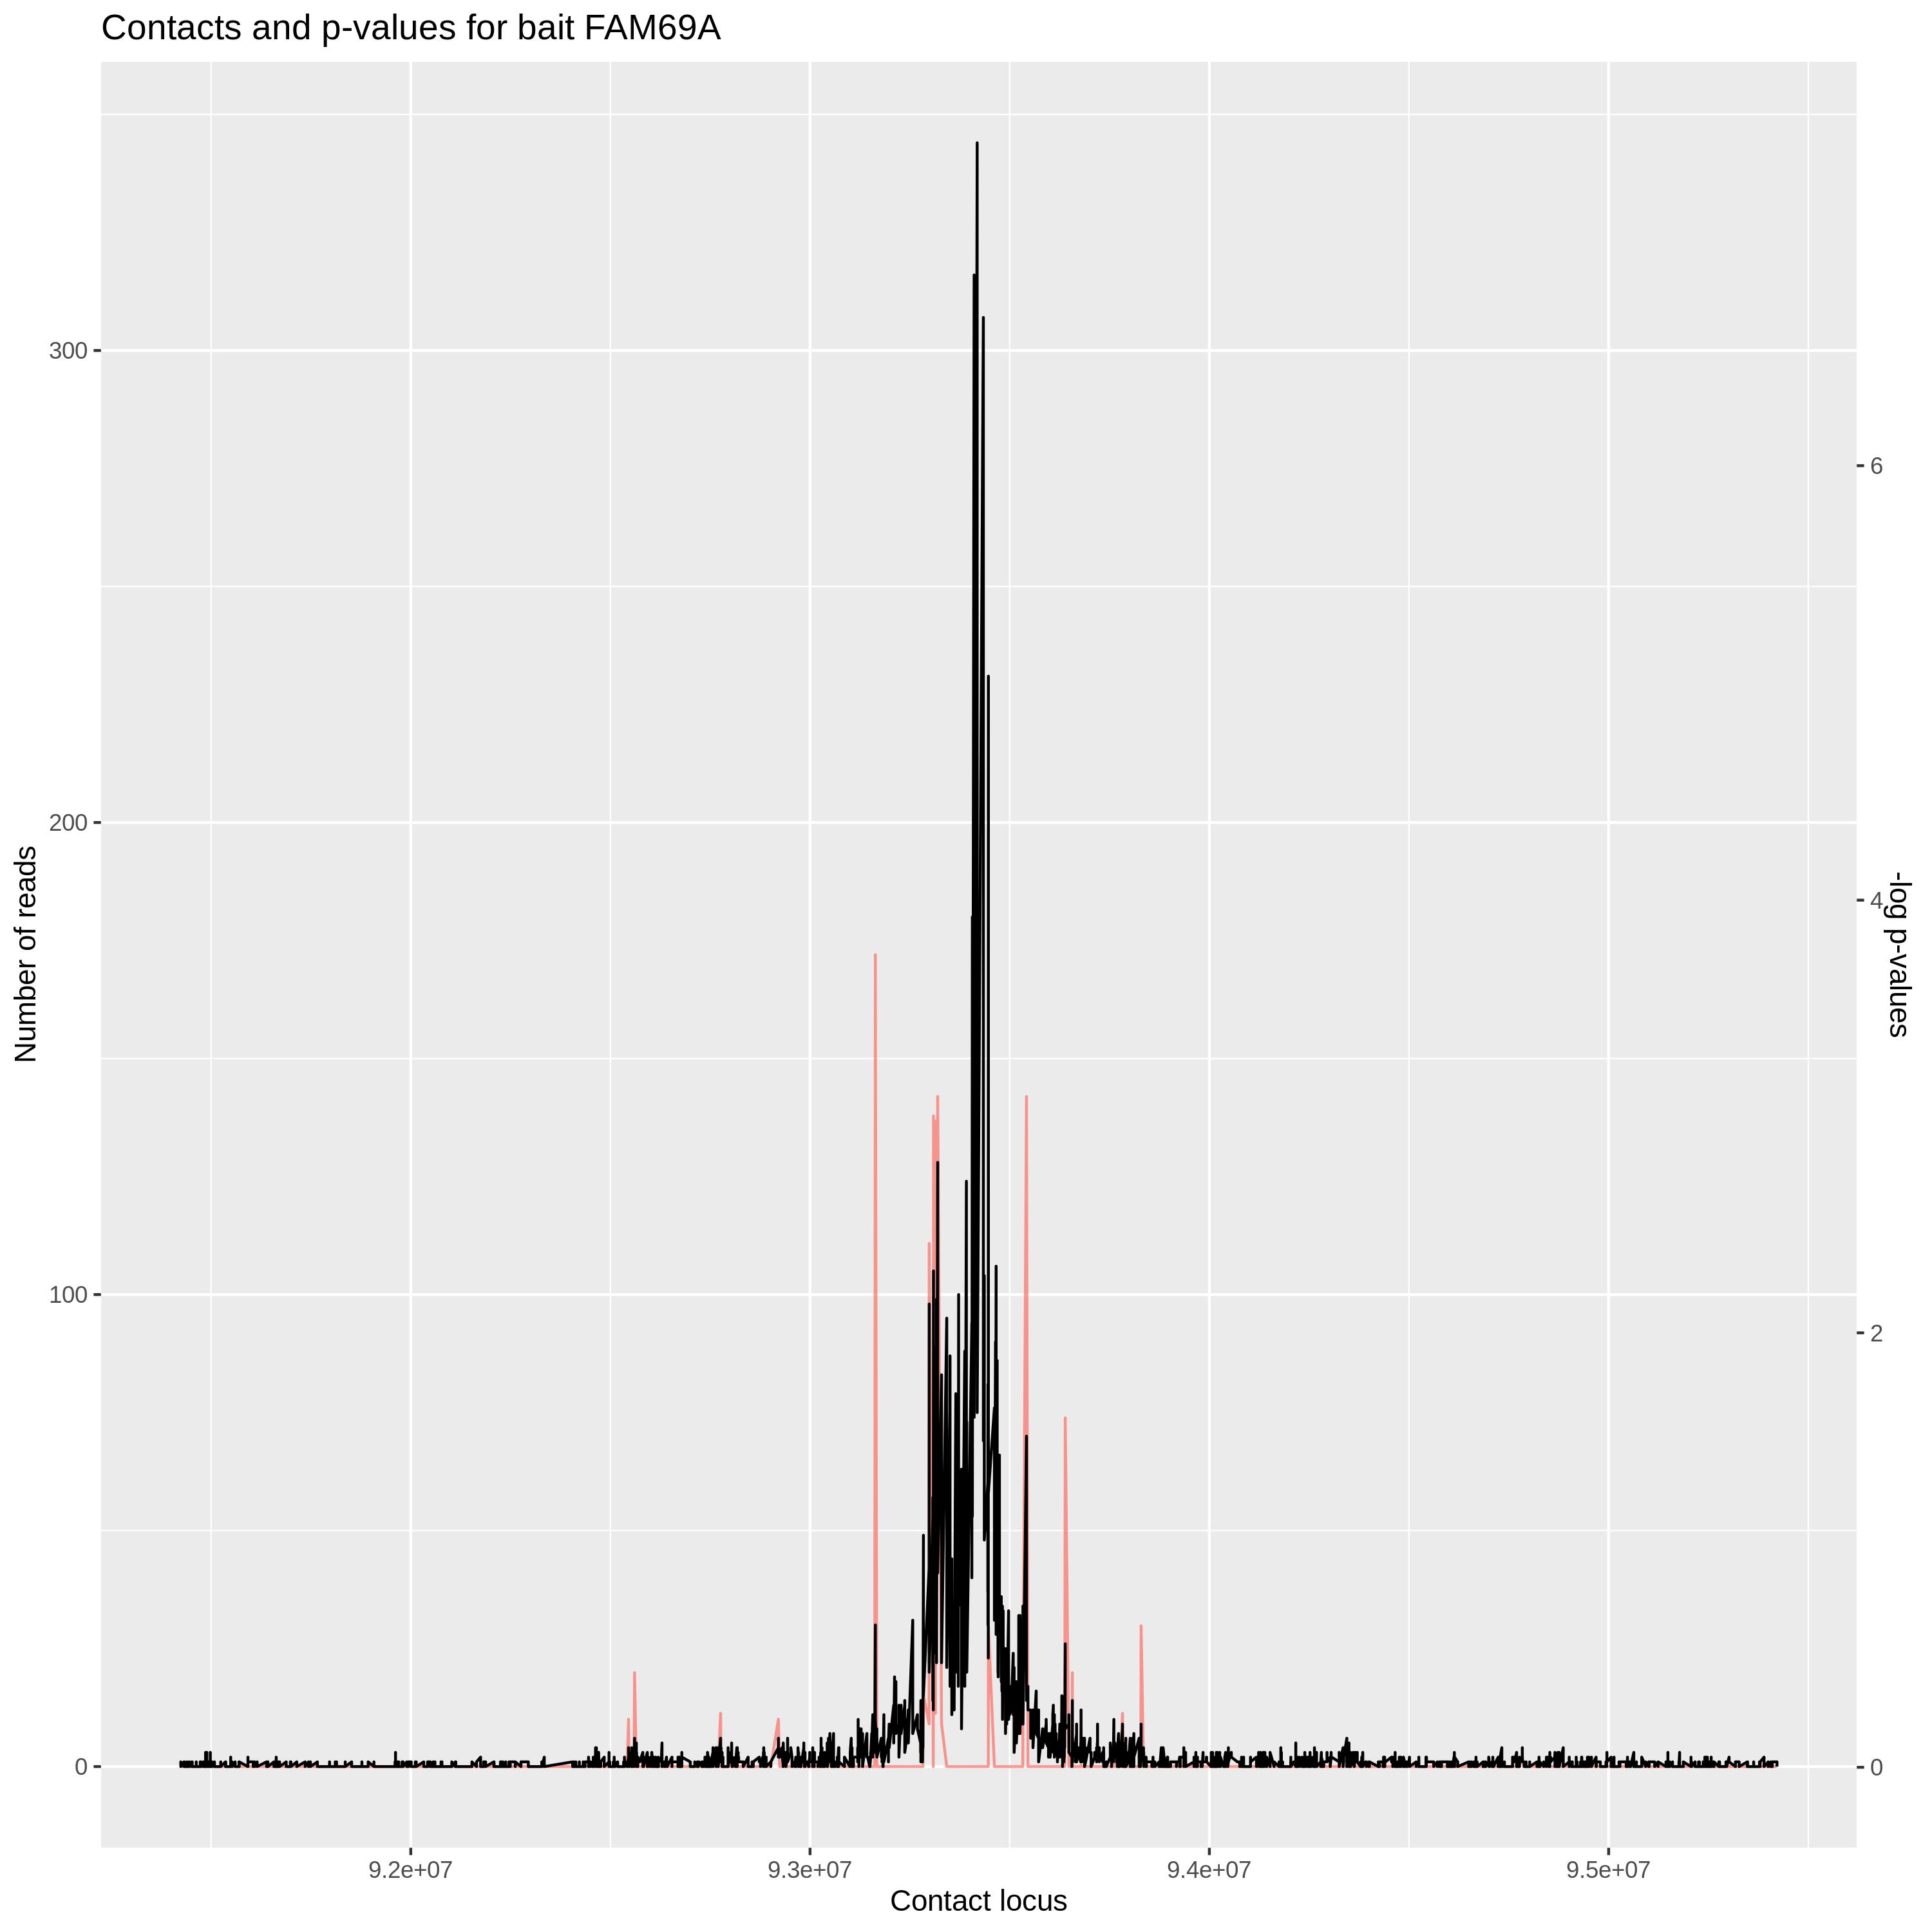 Contacts and p-values for bait FAM69A
Number of reads
300
200
100
0
6
4
2
0
-log p-values
9.2e+07
9.3e+07
9.4e+07
9.5e+07
Contact locus